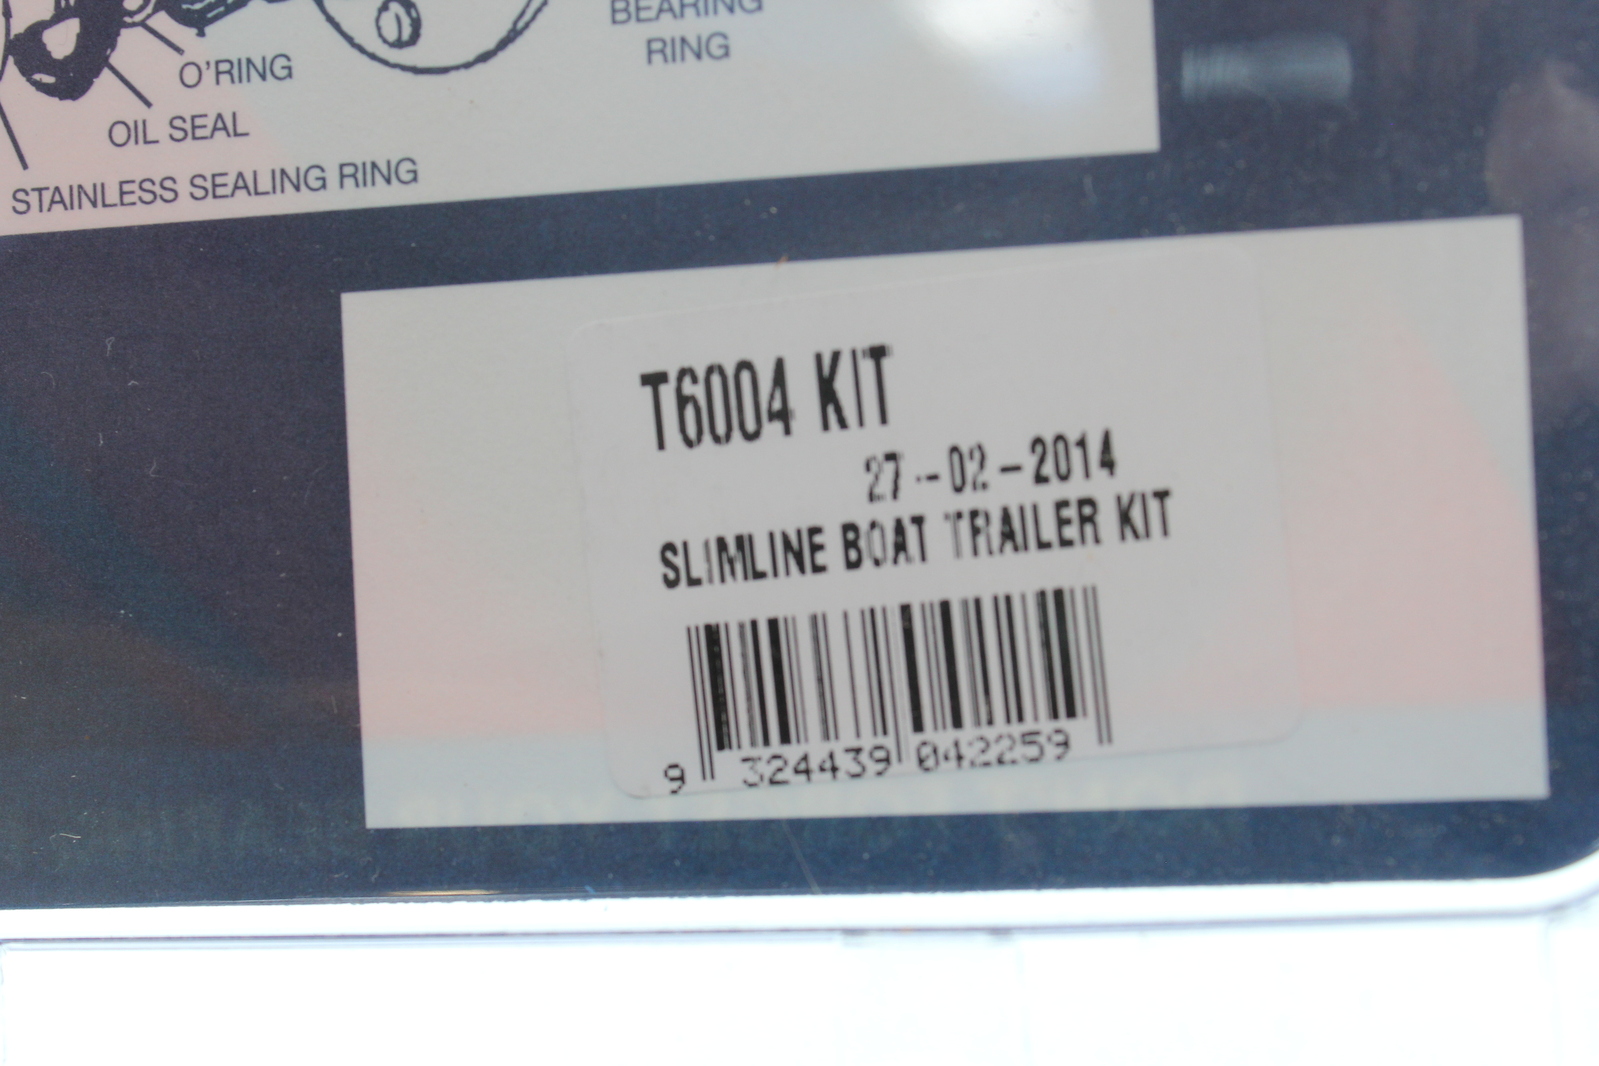 BEARING
RING
O'RING
OIL SEAL
STAINLESS SEALING RING
T6004 KIT
27-02-2014
SLIMLINE BOAT TRAILER KIT
9 324439 042259